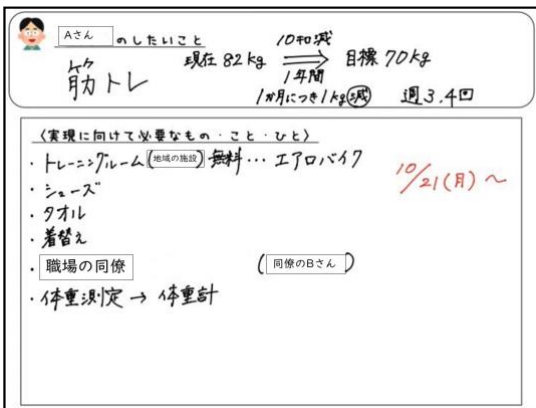 Aさん のしたいこと
筋トレ
10キロ減
現在 82kg ⇒ 目標 70kg
1年間
1か月につき1kg減 週3.4回
〈実現に向けて必要なもの・こと・ひと〉
・トレーニングルーム(地域の施設) 無料… エアロバイク
10/21(月)～
・シューズ
・タオル
・着替え
・職場の同僚 (同僚のBさん)
・体重測定 → 体重計